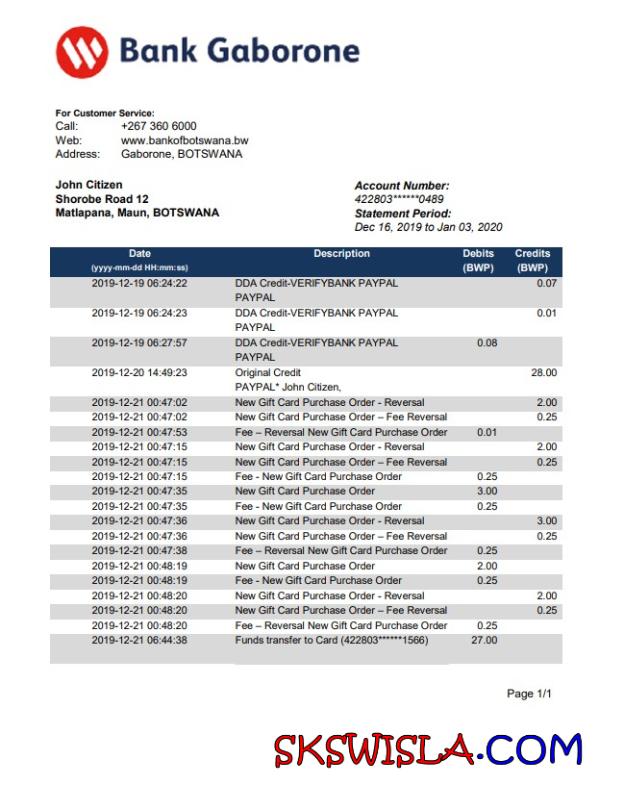 Bank Gaborone
For Customer Service:
Call: +267 360 6000
Web: www.bankofbotswana.bw
Address: Gaborone, BOTSWANA
John Citizen
Shorobe Road 12
Matlapana, Maun, BOTSWANA
Account Number:
422803******0489
Statement Period:
Dec 16, 2019 to Jan 03, 2020
Date Description Debits Credits
(yyyy-mm-dd HH:mm:ss) (BWP) (BWP)
2019-12-19 06:24:22 DDA Credit-VERIFYBANK PAYPAL 0.07
PAYPAL
2019-12-19 06:24:23 DDA Credit-VERIFYBANK PAYPAL 0.01
PAYPAL
2019-12-19 06:27:57 DDA Credit-VERIFYBANK PAYPAL 0.08
PAYPAL
2019-12-20 14:49:23 Original Credit 28.00
PAYPAL* John Citizen,
2019-12-21 00:47:02 New Gift Card Purchase Order - Reversal 2.00
2019-12-21 00:47:02 New Gift Card Purchase Order – Fee Reversal 0.25
2019-12-21 00:47:53 Fee – Reversal New Gift Card Purchase Order 0.01
2019-12-21 00:47:15 New Gift Card Purchase Order - Reversal 2.00
2019-12-21 00:47:15 New Gift Card Purchase Order – Fee Reversal 0.25
2019-12-21 00:47:15 Fee - New Gift Card Purchase Order 0.25
2019-12-21 00:47:35 New Gift Card Purchase Order 3.00
2019-12-21 00:47:35 Fee - New Gift Card Purchase Order 0.25
2019-12-21 00:47:36 New Gift Card Purchase Order - Reversal 3.00
2019-12-21 00:47:36 New Gift Card Purchase Order – Fee Reversal 0.25
2019-12-21 00:47:38 Fee – Reversal New Gift Card Purchase Order 0.25
2019-12-21 00:48:19 New Gift Card Purchase Order 2.00
2019-12-21 00:48:19 Fee - New Gift Card Purchase Order 0.25
2019-12-21 00:48:20 New Gift Card Purchase Order - Reversal 2.00
2019-12-21 00:48:20 New Gift Card Purchase Order – Fee Reversal 0.25
2019-12-21 00:48:20 Fee – Reversal New Gift Card Purchase Order 0.25
2019-12-21 06:44:38 Funds transfer to Card (422803******1566) 27.00
Page 1/1
SKSWISLA.COM